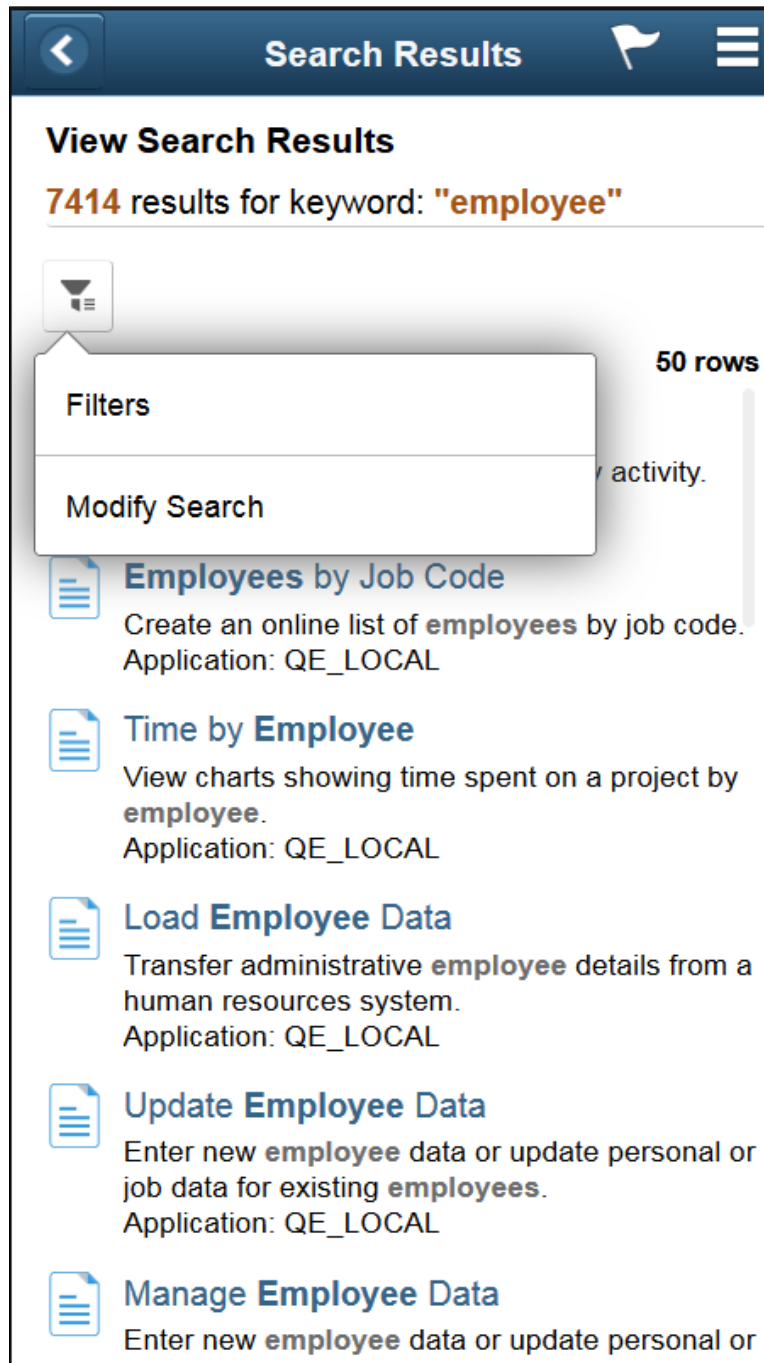 Search Results
View Search Results
7414 results for keyword: "employee"
50 rows
Filters
activity.
Modify Search
Employees by Job Code
Create an online list of employees by job code.
Application: QE_LOCAL
Time by Employee
View charts showing time spent on a project by
employee.
Application: QE_LOCAL
Load Employee Data
Transfer administrative employee details from a
human resources system.
Application: QE_LOCAL
Update Employee Data
Enter new employee data or update personal or
job data for existing employees.
Application: QE_LOCAL
Manage Employee Data
Enter new employee data or update personal or